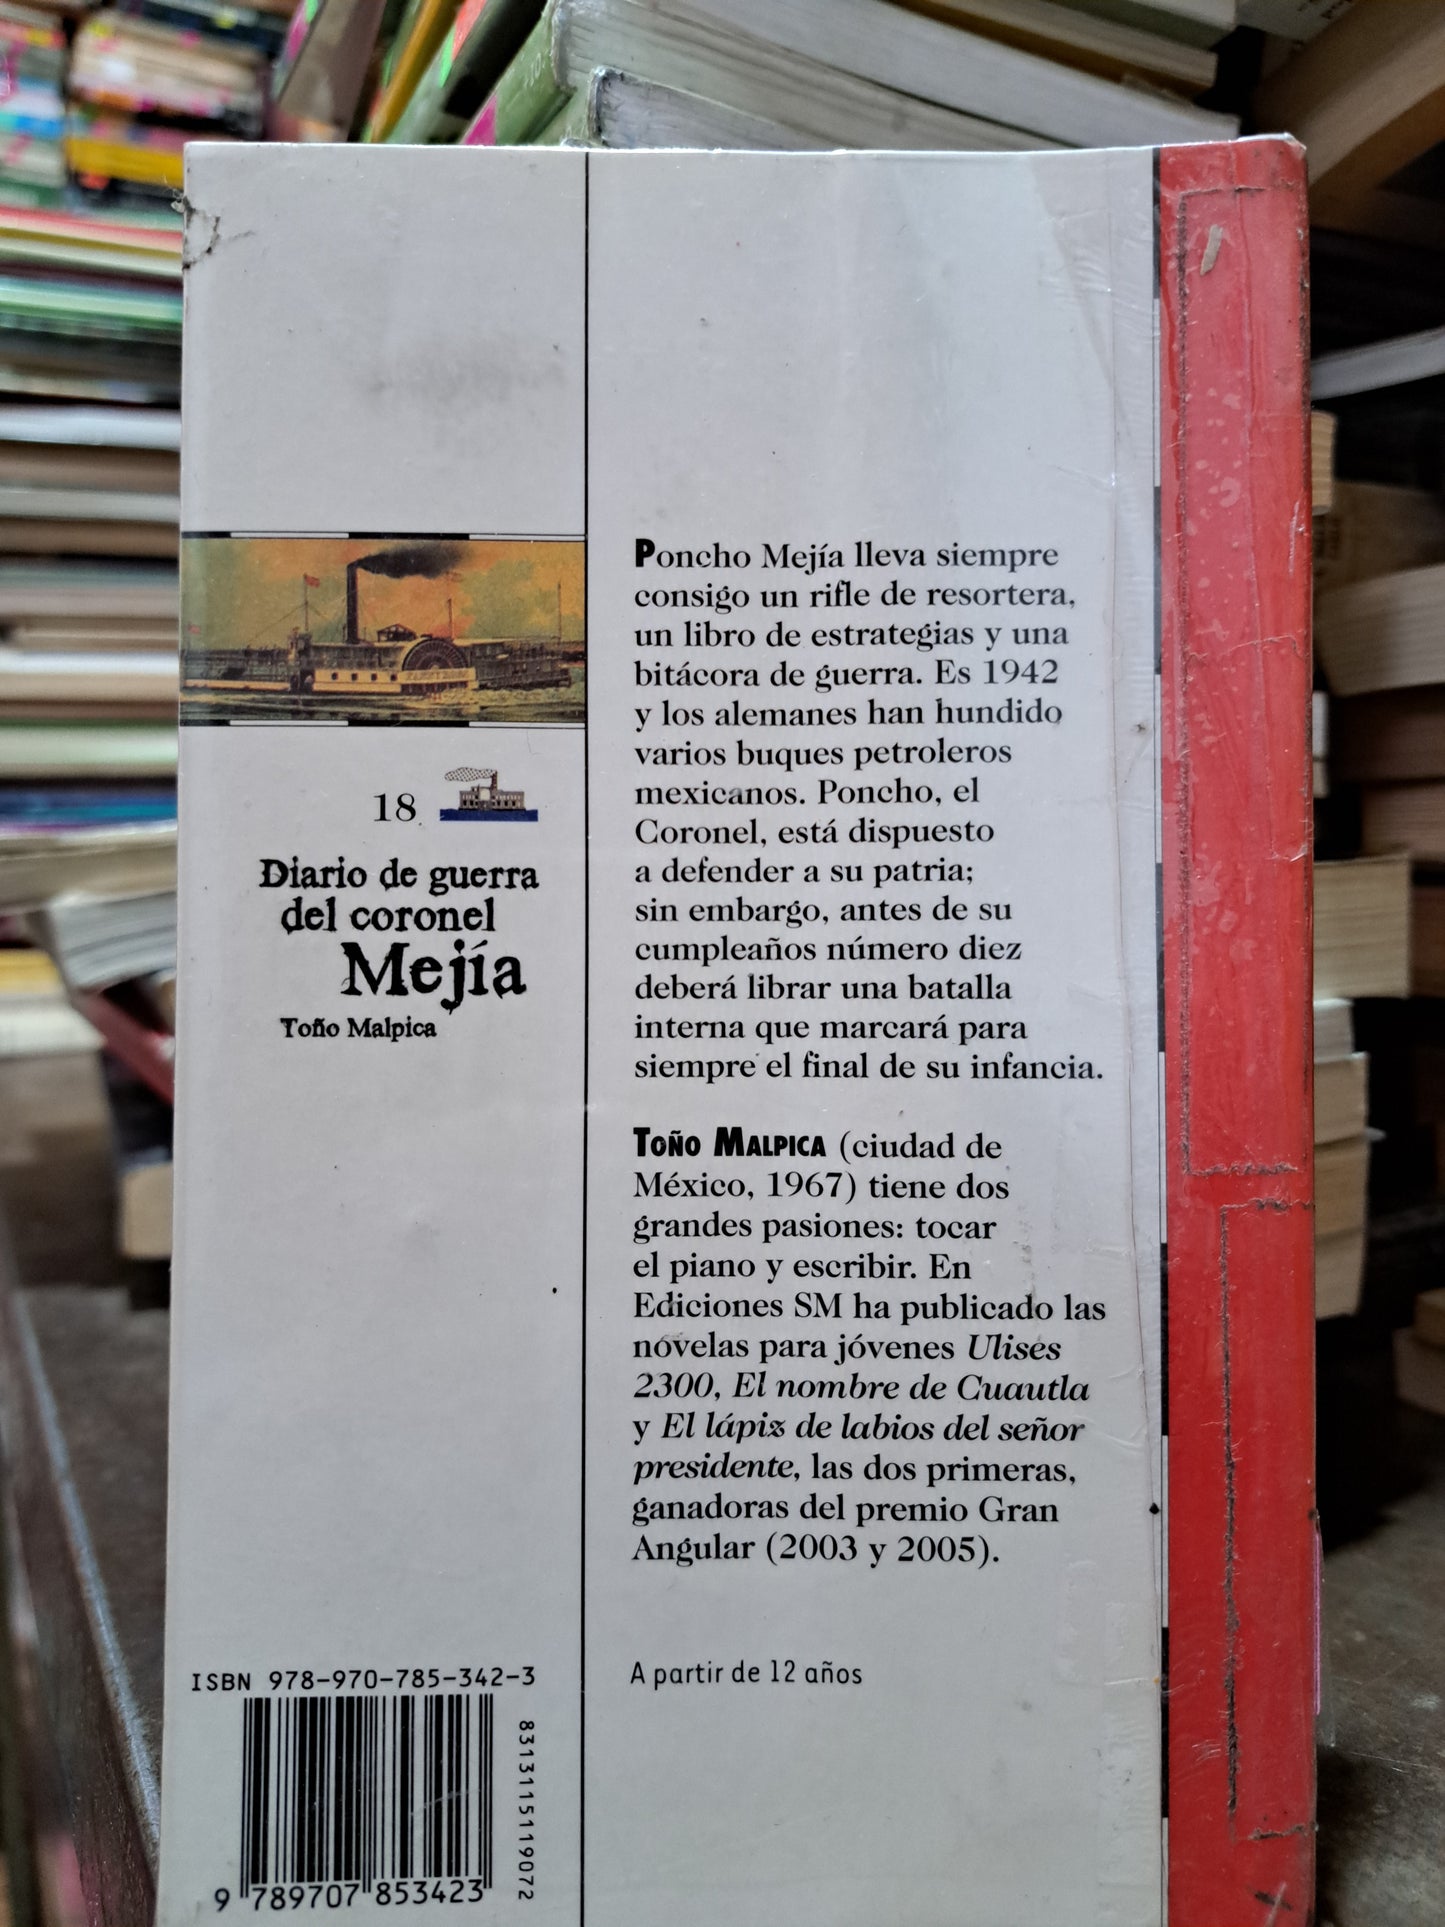 18
Diario de guerra
del coronel
Mejía
Toño Malpica
Poncho Mejía lleva siempre
consigo un rifle de resortera,
un libro de estrategias y una
bitácora de guerra. Es 1942
y los alemanes han hundido
varios buques petroleros
mexicanos. Poncho, el
Coronel, está dispuesto
a defender a su patria;
sin embargo, antes de su
cumpleaños número diez
deberá librar una batalla
interna que marcará para
siempre el final de su infancia.
TOÑO MALPICA (ciudad de
México, 1967) tiene dos
grandes pasiones: tocar
el piano y escribir. En
Ediciones SM ha publicado las
novelas para jóvenes Ulises
2300, El nombre de Cuautla
y El lápiz de labios del señor
presidente, las dos primeras,
ganadoras del premio Gran
Angular (2003 y 2005).
A partir de 12 años
ISBN 978-970-785-342-3
8313115119072
9 789707 853423